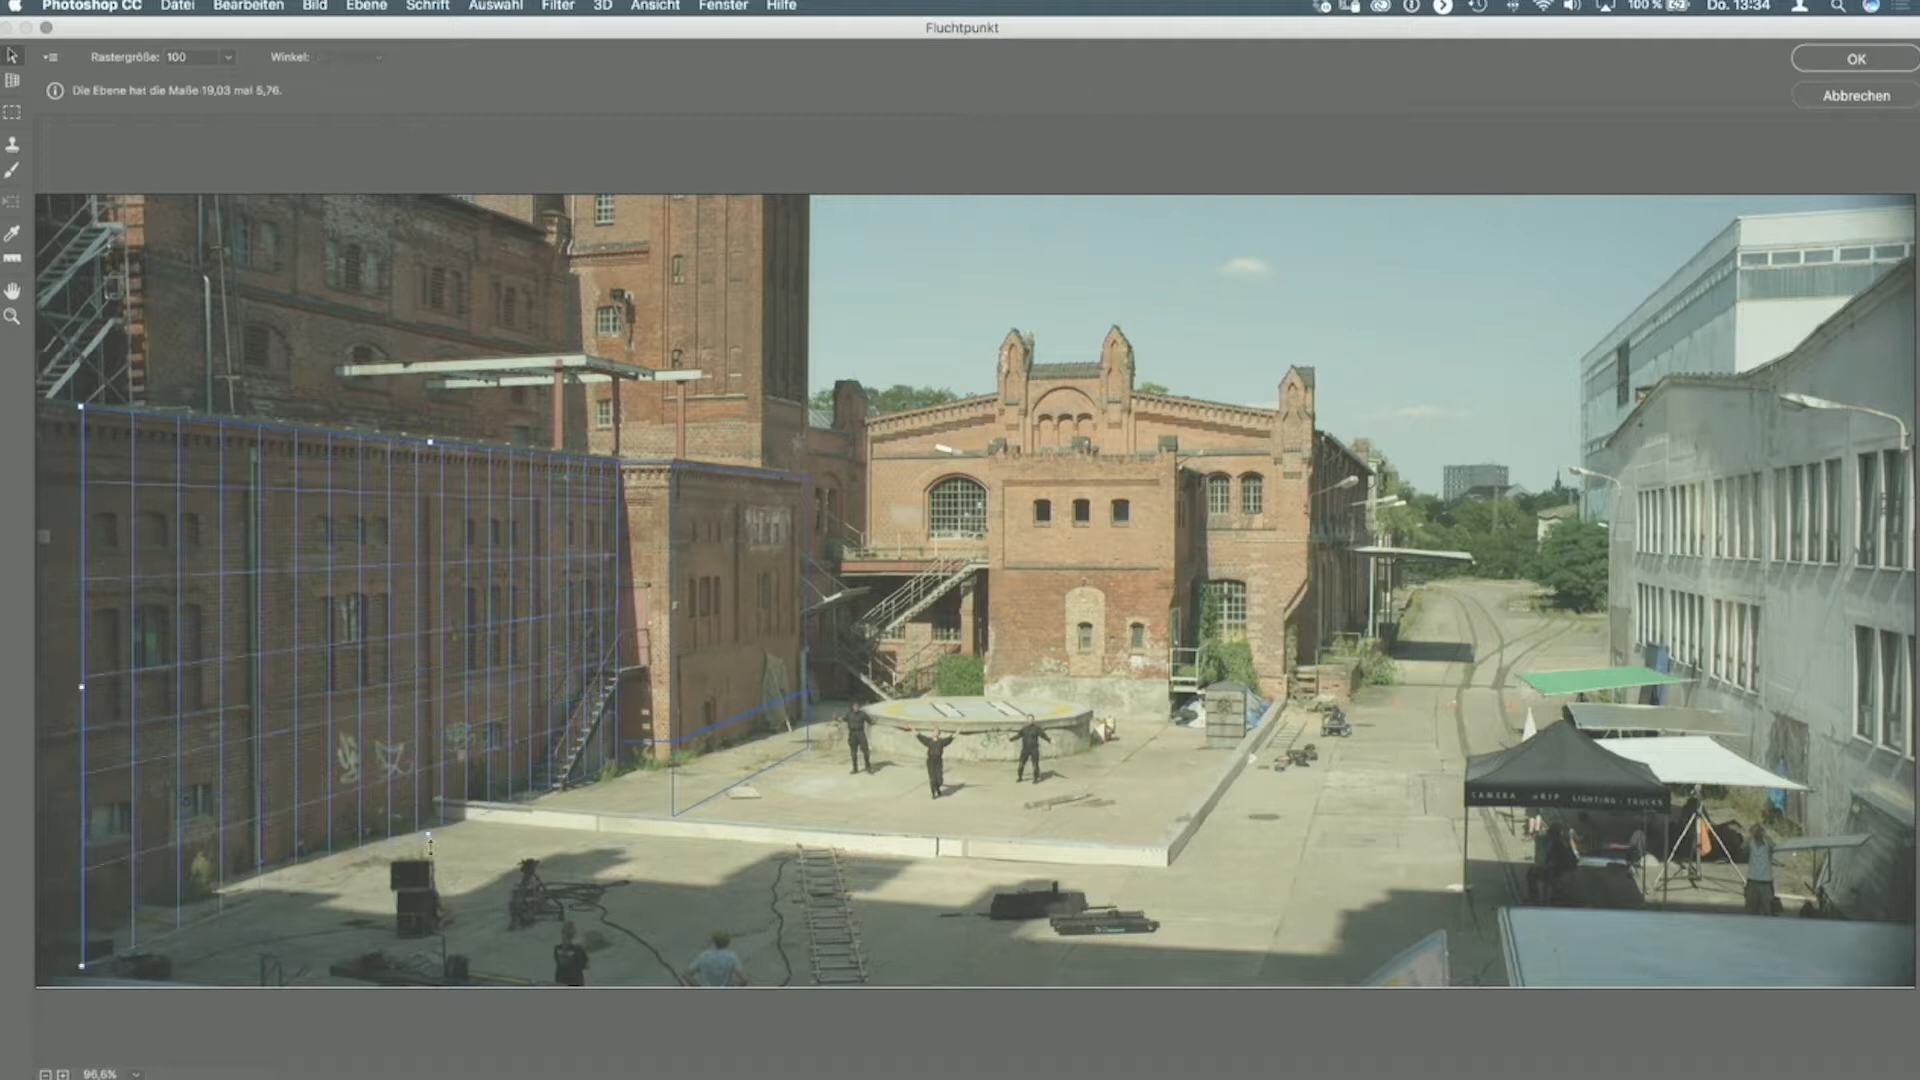 Photoshop CC Datei Bearbeiten Bild Ebene Schrift Auswahl Filter 3D Ansicht Fenster Hilfe 100 % Do. 13:34
Fluchtpunkt
Rastergröße: 100 Winkel:
OK
Die Ebene hat die Maße 19,03 mal 5,76.
Abbrechen
CAMERA GRIP LIGHTING TRUCKS
96,6%